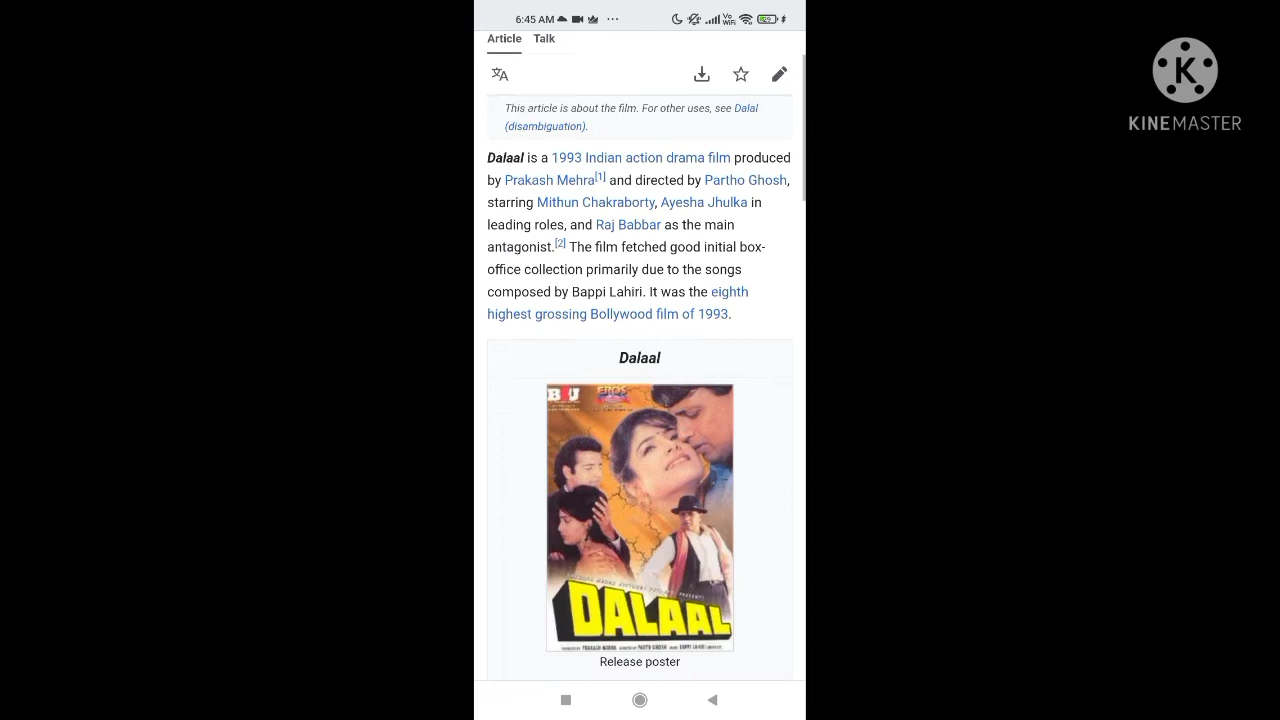 6:45 AM ...
Vo
WiFi
Article Talk
This article is about the film. For other uses, see Dalal
(disambiguation).
Dalaal is a 1993 Indian action drama film produced
by Prakash Mehra[1] and directed by Partho Ghosh,
starring Mithun Chakraborty, Ayesha Jhulka in
leading roles, and Raj Babbar as the main
antagonist.[2] The film fetched good initial box-
office collection primarily due to the songs
composed by Bappi Lahiri. It was the eighth
highest grossing Bollywood film of 1993.
Dalaal
EROS
DALAAL
Release poster
K
KINEMASTER